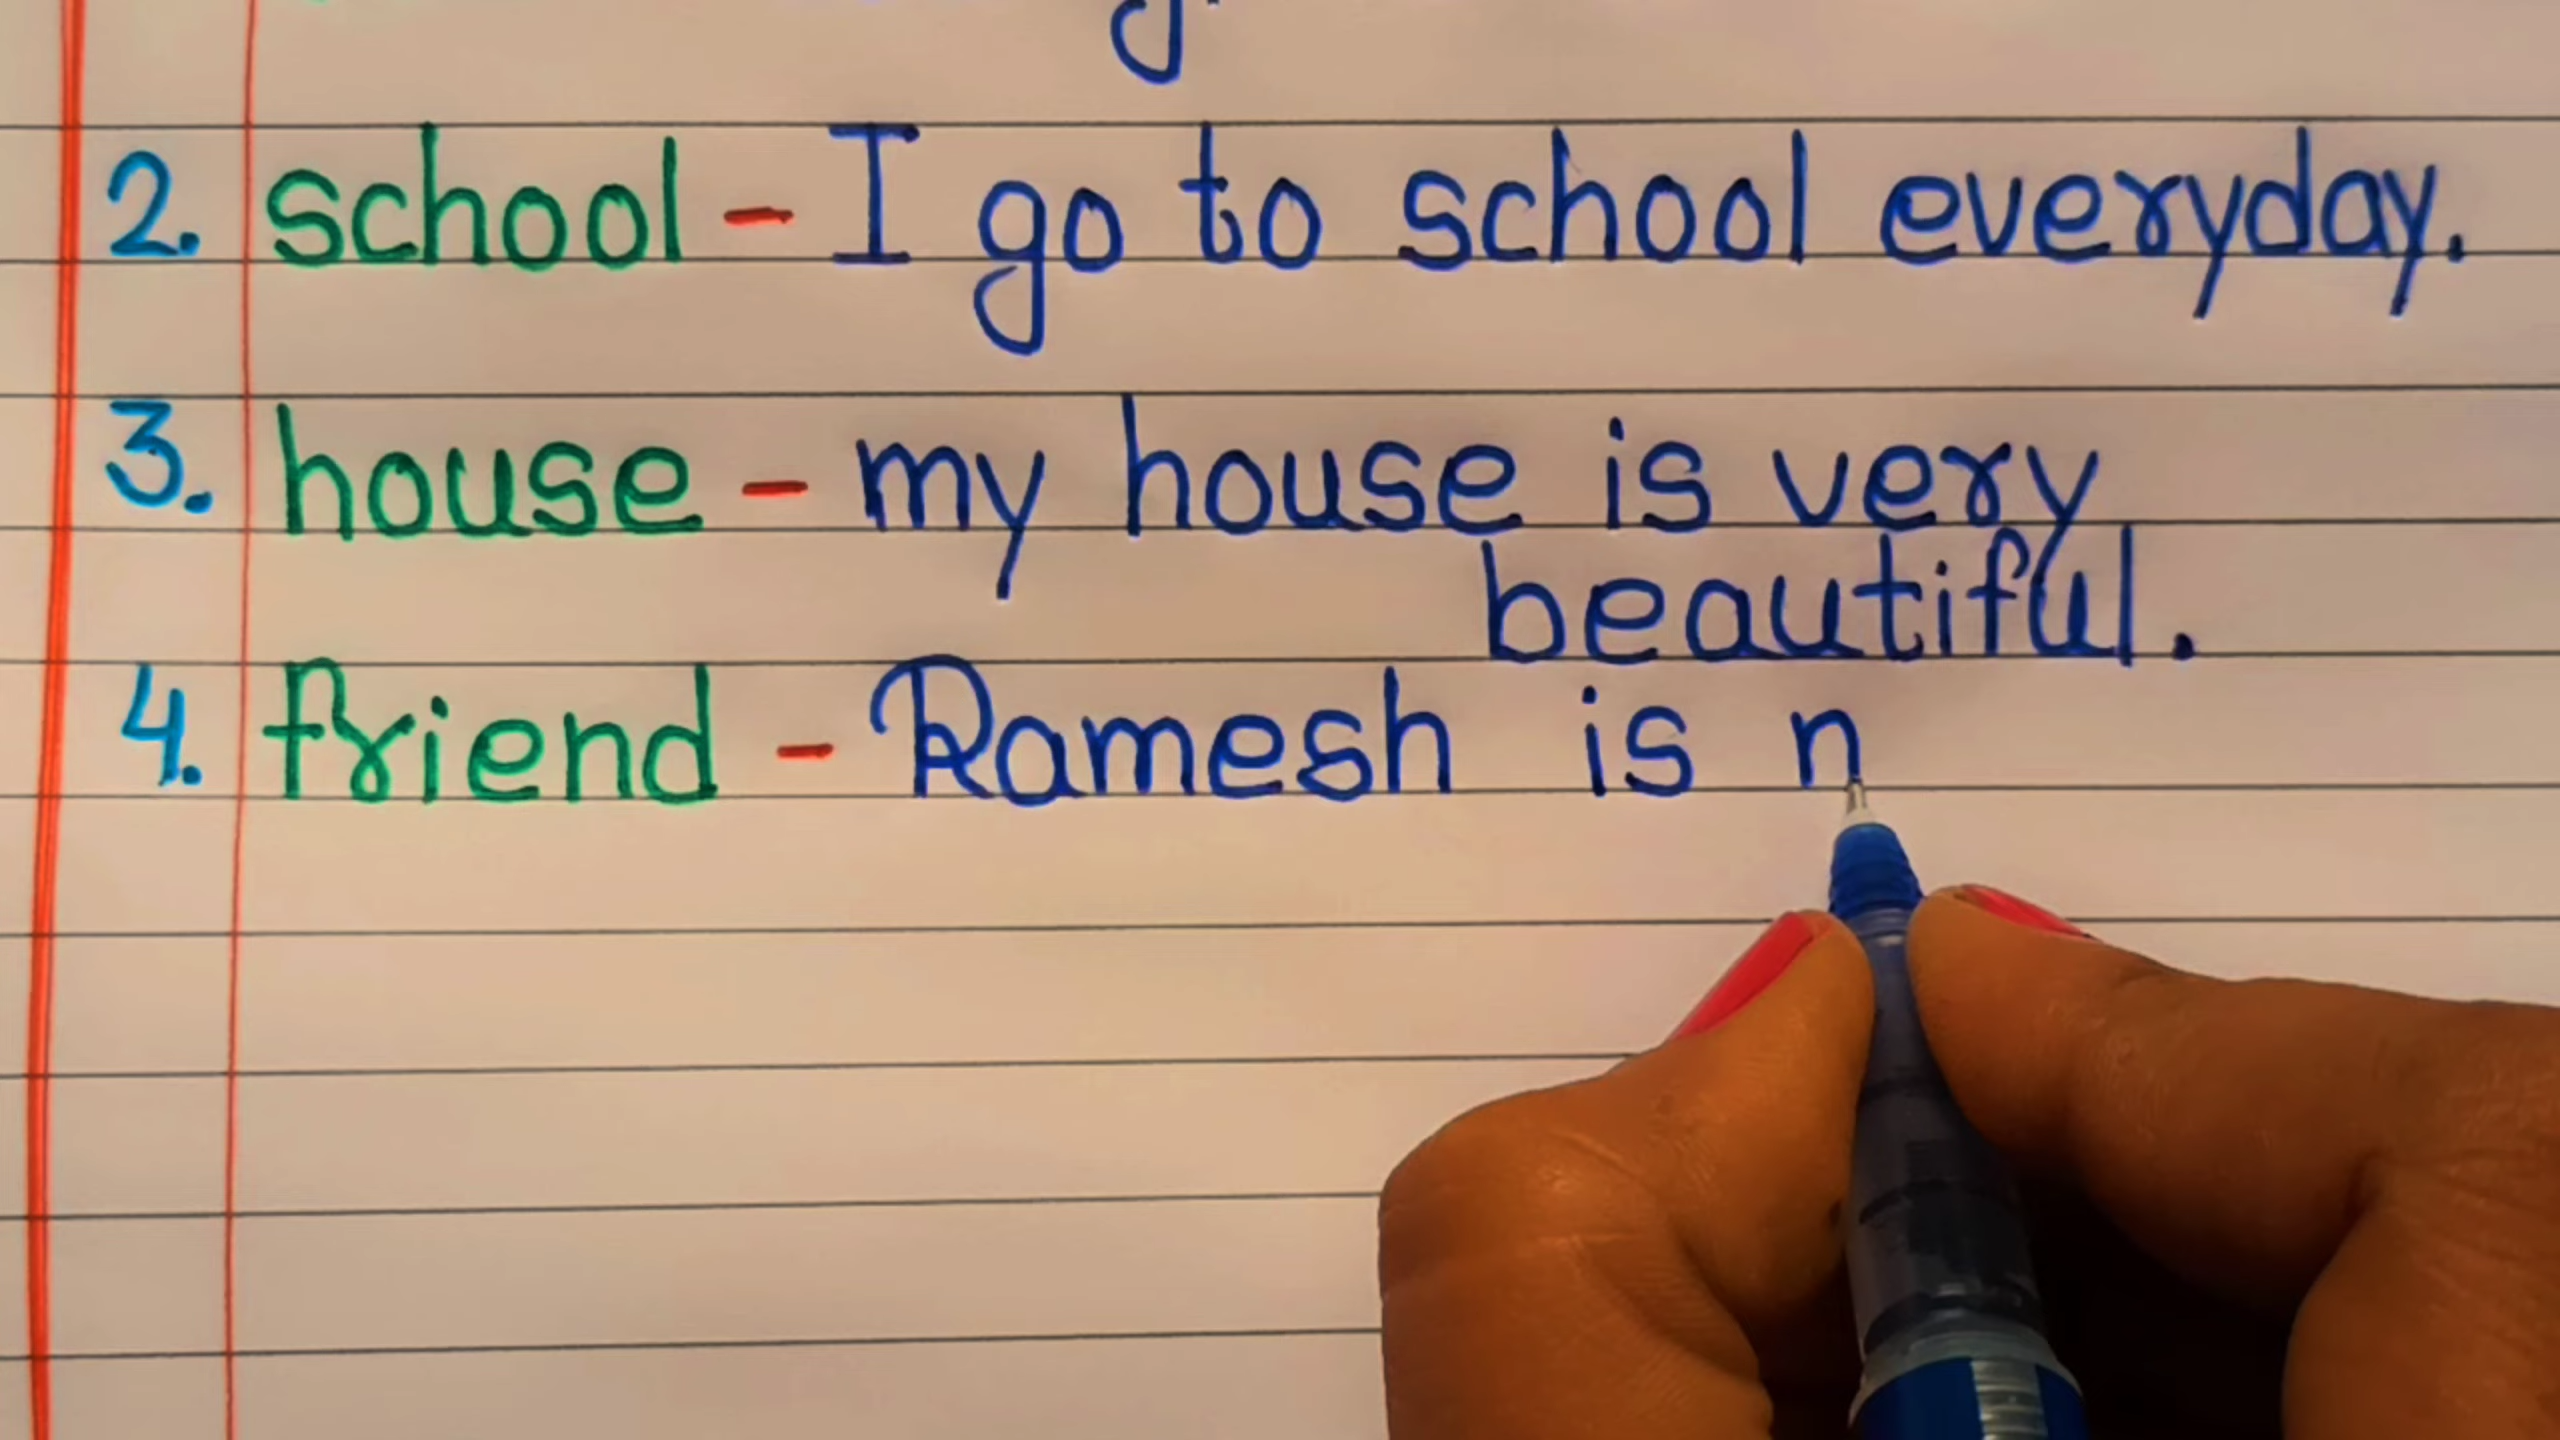 2. school - I go to school everyday.
3. house - my house is very
beautiful.
4. friend - Ramesh is n